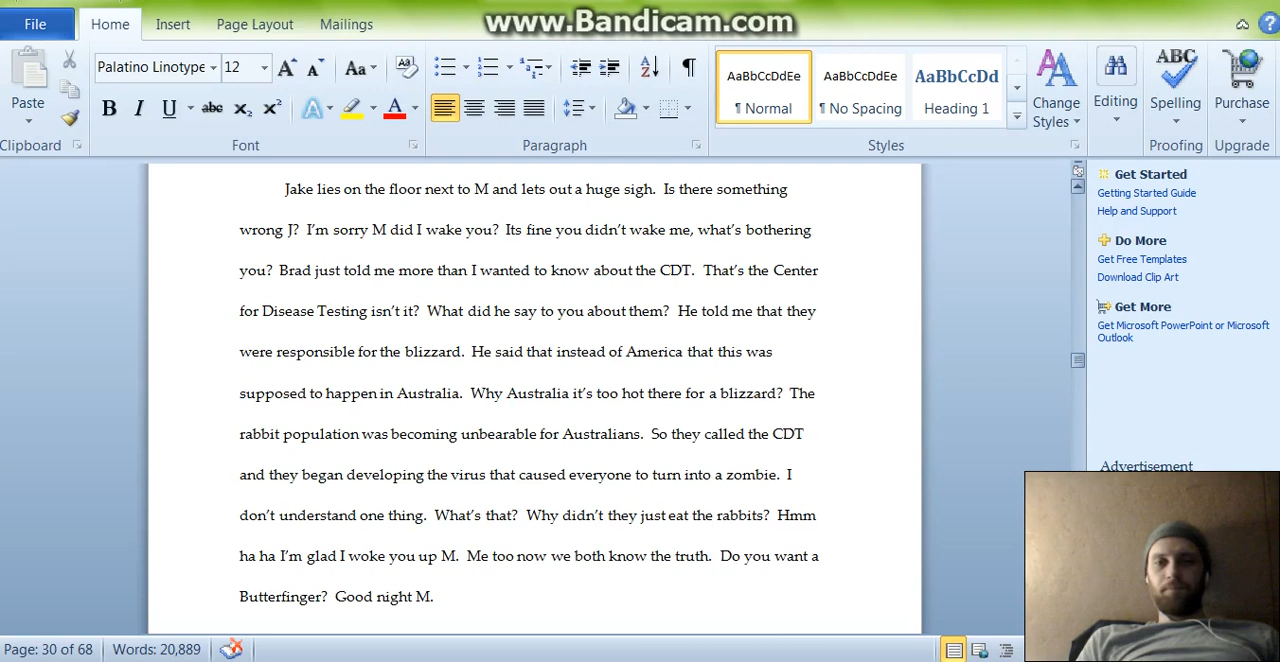 www.Bandicam.com
File Home Insert Page Layout Mailings
Palatino Linotype 12 Aa
AaBbCcDdEe AaBbCcDdEe AaBbCcDd
Paste B I U abc X₂ X² A A ¶ Normal ¶ No Spacing Heading 1 Change Styles Editing ABC Spelling Purchase
Clipboard Font Paragraph Styles Proofing Upgrade
Jake lies on the floor next to M and lets out a huge sigh. Is there something
wrong J? I'm sorry M did I wake you? Its fine you didn't wake me, what's bothering
you? Brad just told me more than I wanted to know about the CDT. That's the Center
for Disease Testing isn't it? What did he say to you about them? He told me that they
were responsible for the blizzard. He said that instead of America that this was
supposed to happen in Australia. Why Australia it's too hot there for a blizzard? The
rabbit population was becoming unbearable for Australians. So they called the CDT
and they began developing the virus that caused everyone to turn into a zombie. I
don't understand one thing. What's that? Why didn't they just eat the rabbits? Hmm
ha ha I'm glad I woke you up M. Me too now we both know the truth. Do you want a
Butterfinger? Good night M.
Get Started
Getting Started Guide
Help and Support
Do More
Get Free Templates
Download Clip Art
Get More
Get Microsoft PowerPoint or Microsoft
Outlook
Advertisement
Page: 30 of 68 Words: 20,889